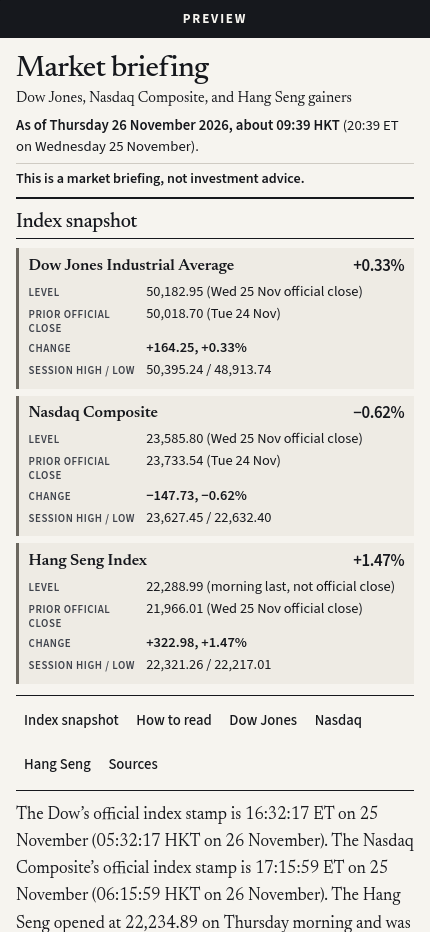 PREVIEW
Market briefing
Dow Jones, Nasdaq Composite, and Hang Seng gainers
As of Thursday 26 November 2026, about 09:39 HKT (20:39 ET
on Wednesday 25 November).
This is a market briefing, not investment advice.
Index snapshot
Dow Jones Industrial Average +0.33%
LEVEL 50,182.95 (Wed 25 Nov official close)
PRIOR OFFICIAL CLOSE 50,018.70 (Tue 24 Nov)
CHANGE +164.25, +0.33%
SESSION HIGH / LOW 50,395.24 / 48,913.74
Nasdaq Composite −0.62%
LEVEL 23,585.80 (Wed 25 Nov official close)
PRIOR OFFICIAL CLOSE 23,733.54 (Tue 24 Nov)
CHANGE −147.73, −0.62%
SESSION HIGH / LOW 23,627.45 / 22,632.40
Hang Seng Index +1.47%
LEVEL 22,288.99 (morning last, not official close)
PRIOR OFFICIAL CLOSE 21,966.01 (Wed 25 Nov official close)
CHANGE +322.98, +1.47%
SESSION HIGH / LOW 22,321.26 / 22,217.01
Index snapshot How to read Dow Jones Nasdaq
Hang Seng Sources
The Dow’s official index stamp is 16:32:17 ET on 25
November (05:32:17 HKT on 26 November). The Nasdaq
Composite’s official index stamp is 17:15:59 ET on 25
November (06:15:59 HKT on 26 November). The Hang
Seng opened at 22,234.89 on Thursday morning and was